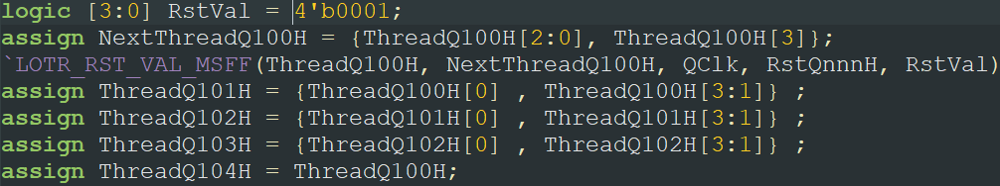 logic [3:0] RstVal = 4'b0001;
assign NextThreadQ100H = {ThreadQ100H[2:0], ThreadQ100H[3]};
`LOTR_RST_VAL_MSFF(ThreadQ100H, NextThreadQ100H, QClk, RstQnnnH, RstVal)
assign ThreadQ101H = {ThreadQ100H[0] , ThreadQ100H[3:1]} ;
assign ThreadQ102H = {ThreadQ101H[0] , ThreadQ101H[3:1]} ;
assign ThreadQ103H = {ThreadQ102H[0] , ThreadQ102H[3:1]} ;
assign ThreadQ104H = ThreadQ100H;